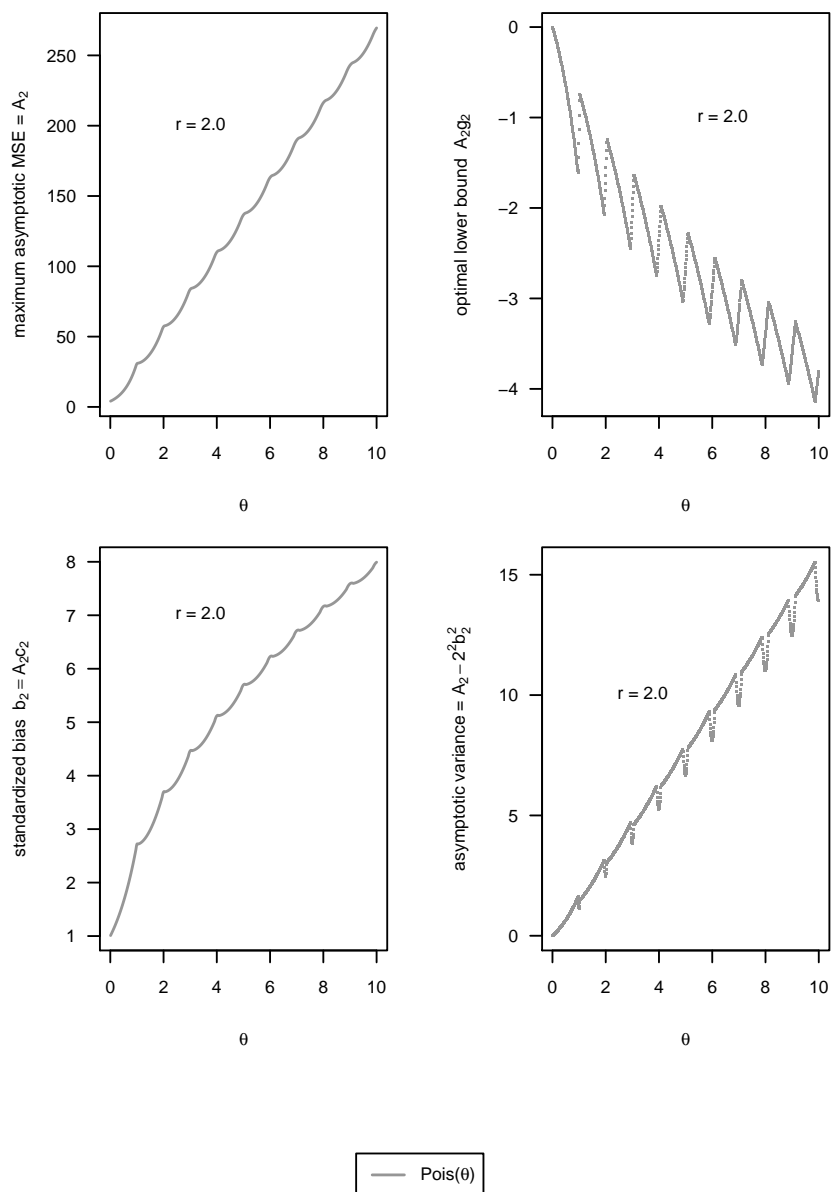 maximum asymptotic MSE = A₂
250
200
150
100
50
0
r = 2.0
0 2 4 6 8 10
θ
optimal lower bound A₂g₂
0
−1
−2
−3
−4
r = 2.0
0 2 4 6 8 10
θ
standardized bias b₂ = A₂c₂
8
7
6
5
4
3
2
1
r = 2.0
0 2 4 6 8 10
θ
asymptotic variance = A₂ − 2²b₂²
15
10
5
0
r = 2.0
0 2 4 6 8 10
θ
Pois(θ)